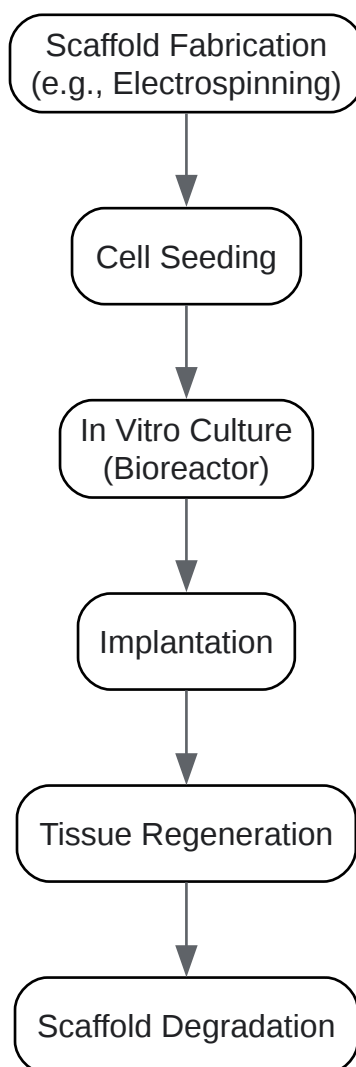 Scaffold Fabrication
(e.g., Electrospinning)
Cell Seeding
In Vitro Culture
(Bioreactor)
Implantation
Tissue Regeneration
Scaffold Degradation